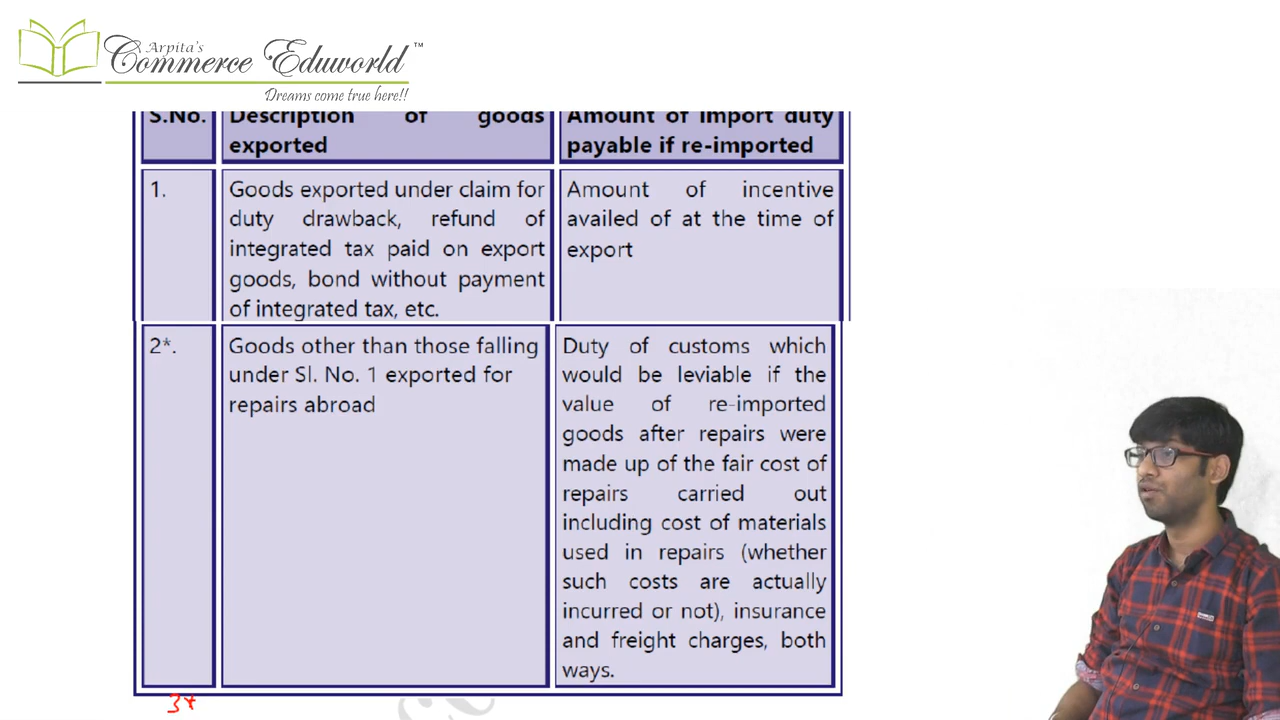 Arpita's
Commerce Eduworld™
Dreams come true here!!
S.No.
Description of goods
exported
Amount of import duty
payable if re-imported
1.
Goods exported under claim for
duty drawback, refund of
integrated tax paid on export
goods, bond without payment
of integrated tax, etc.
Amount of incentive
availed of at the time of
export
2*.
Goods other than those falling
under Sl. No. 1 exported for
repairs abroad
Duty of customs which
would be leviable if the
value of re-imported
goods after repairs were
made up of the fair cost of
repairs carried out
including cost of materials
used in repairs (whether
such costs are actually
incurred or not), insurance
and freight charges, both
ways.
3*